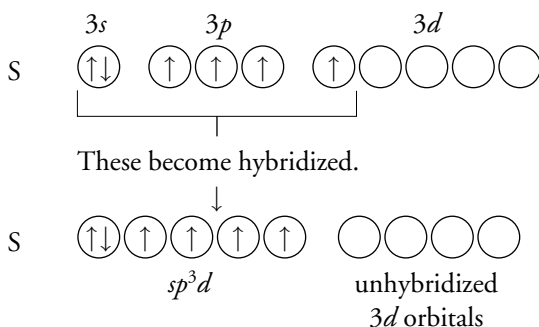 3s 3p 3d
S ↑↓ ↑ ↑ ↑ ↑
These become hybridized.
S ↑↓ ↑ ↑ ↑ ↑
sp³d unhybridized
3d orbitals